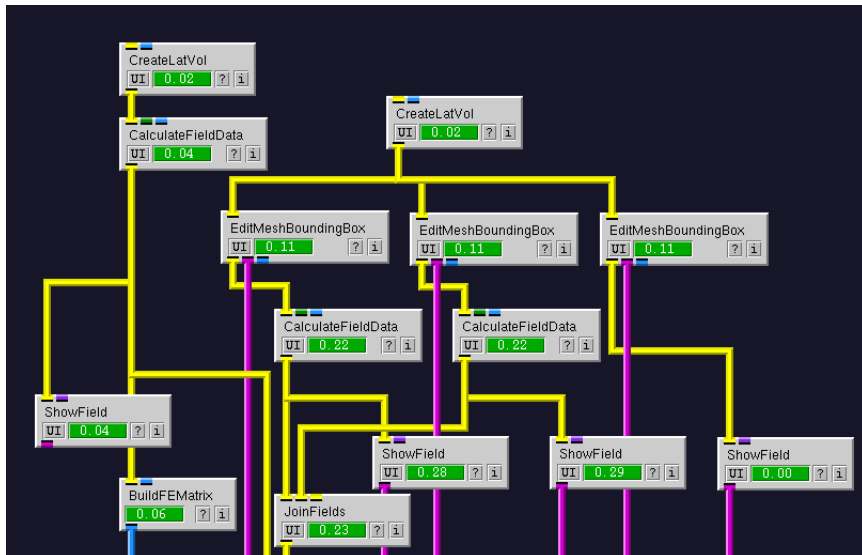 CreateLatVol
UI 0.02 ? i
CreateLatVol
UI 0.02 ? i
CalculateFieldData
UI 0.04 ? i
EditMeshBoundingBox
UI 0.11 ? i
EditMeshBoundingBox
UI 0.11 ? i
EditMeshBoundingBox
UI 0.11 ? i
CalculateFieldData
UI 0.22 ? i
CalculateFieldData
UI 0.22 ? i
ShowField
UI 0.04 ? i
ShowField
UI 0.28 ? i
ShowField
UI 0.29 ? i
ShowField
UI 0.00 ? i
BuildFEMatrix
0.06 ? i
JoinFields
UI 0.23 ? i